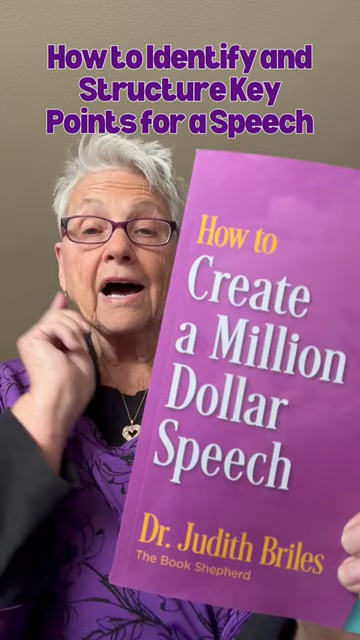 How to Identify and
Structure Key
Points for a Speech
How to
Create
a Million
Dollar
Speech
Dr. Judith Briles
The Book Shepherd